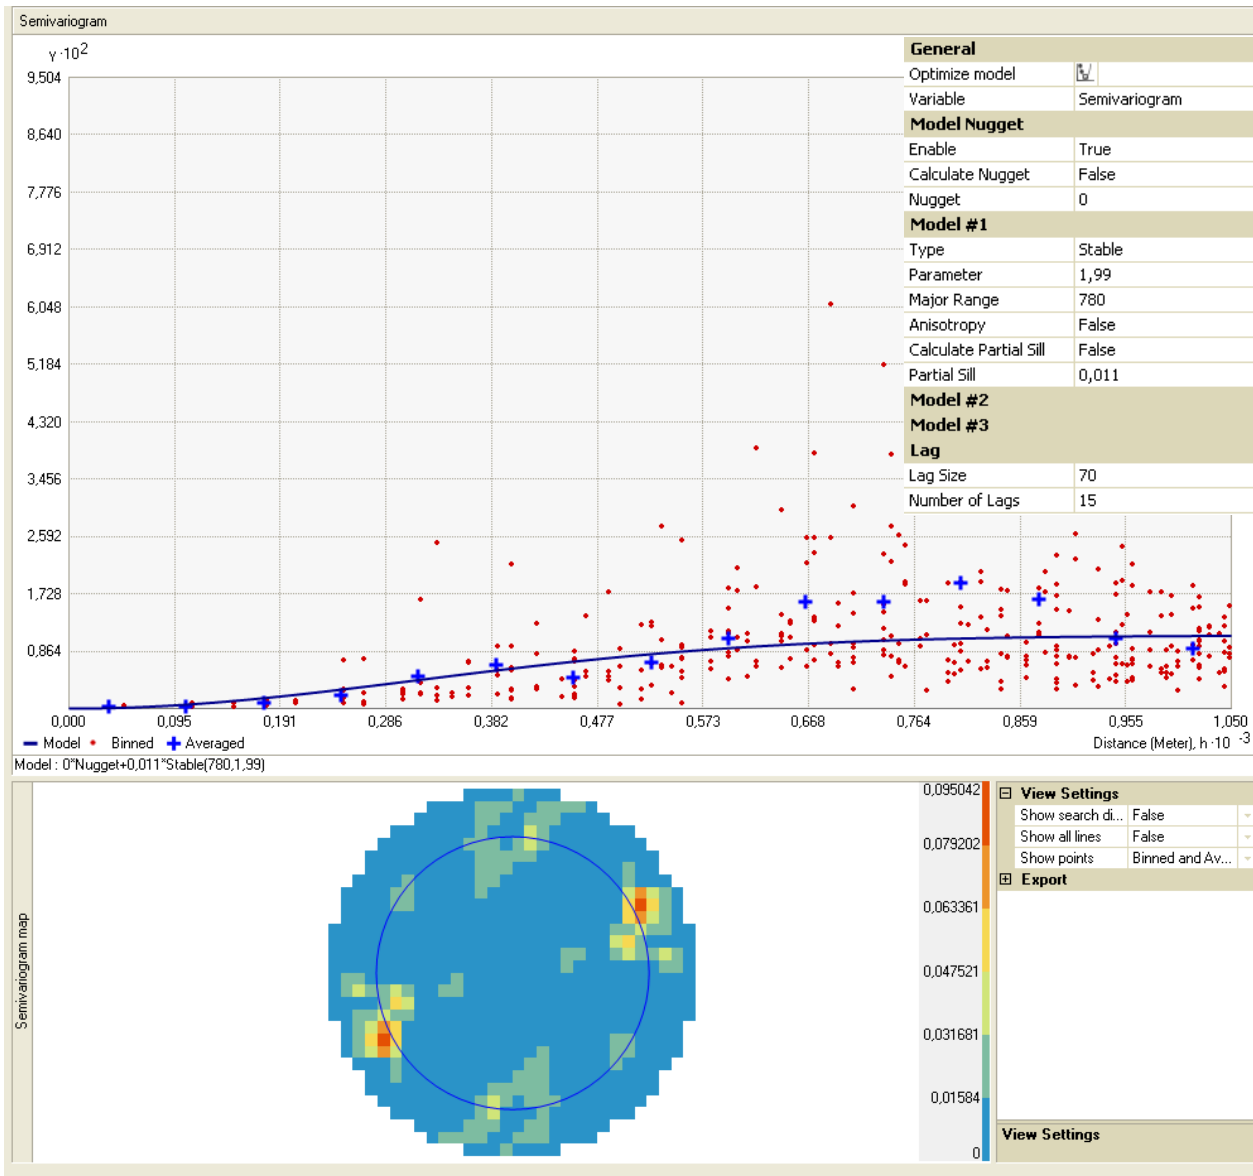 Semivariogram
γ ·10 2
9,504
8,640
7,776
6,912
6,048
5,184
4,320
3,456
2,592
1,728
0,864
0,000 0,095 0,191 0,286 0,382 0,477 0,573 0,668 0,764 0,859 0,955 1,050
Distance (Meter), h ·10 -3
Model Binned Averaged
Model : 0*Nugget+0,011*Stable(780,1,99)
General
Optimize model
Variable Semivariogram
Model Nugget
Enable True
Calculate Nugget False
Nugget 0
Model #1
Type Stable
Parameter 1,99
Major Range 780
Anisotropy False
Calculate Partial Sill False
Partial Sill 0,011
Model #2
Model #3
Lag
Lag Size 70
Number of Lags 15
Semivariogram map
0,095042
0,079202
0,063361
0,047521
0,031681
0,01584
0
View Settings
Show search di... False
Show all lines False
Show points Binned and Av...
Export
View Settings